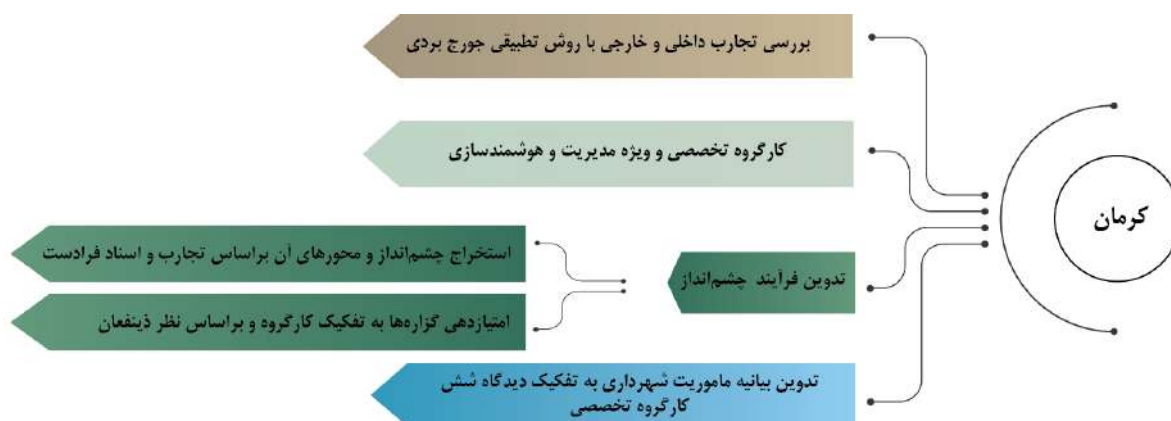 کرمان
بررسی تجارب داخلی و خارجی با روش تطبیقی جورج بردی
کارگروه تخصصی و ویژه مدیریت و هوشمندسازی
تدوین فرآیند چشم‌انداز
استخراج چشم‌انداز و محورهای آن براساس تجارب و اسناد فرادست
امتیازدهی گزاره‌ها به تفکیک کارگروه و براساس نظر ذینفعان
تدوین بیانیه ماموریت شهرداری به تفکیک دیدگاه شش
کارگروه تخصصی